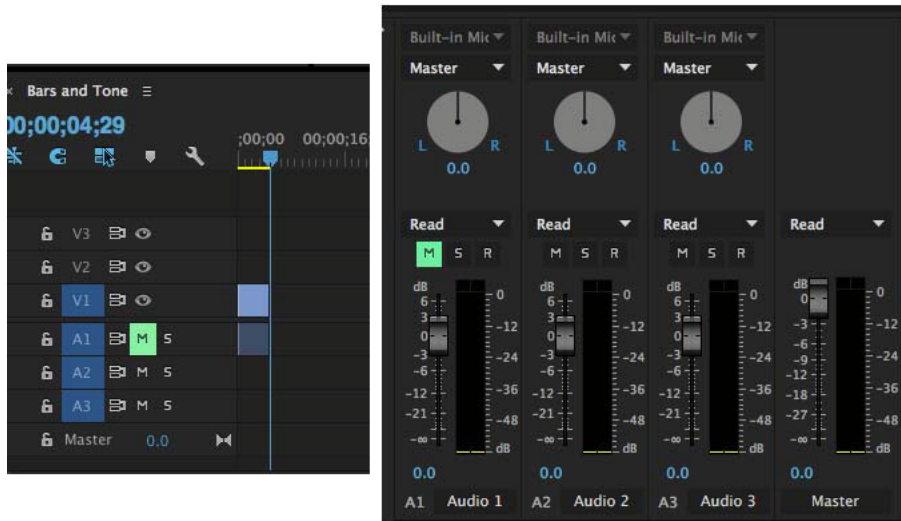 × Bars and Tone ≡
00;00;04;29
;00;00 00;00;16;
V3
V2
V1
A1 M S
A2 M S
A3 M S
Master 0.0
Built-in Mic Built-in Mic Built-in Mic
Master Master Master
L R L R L R
0.0 0.0 0.0
Read Read Read Read
M S R M S R M S R
dB dB dB dB
6 0 6 0 6 0 0 0
3 3 3
0 -12 0 -12 0 -12 -3 -12
-3 -24 -3 -24 -3 -24 -6 -24
-6 -6 -6 -9
-12 -36 -12 -36 -12 -36 -12 -36
-18
-21 -48 -21 -48 -21 -48 -27 -48
-∞ dB -∞ dB -∞ dB -∞ dB
0.0 0.0 0.0 0.0
A1 Audio 1 A2 Audio 2 A3 Audio 3 Master